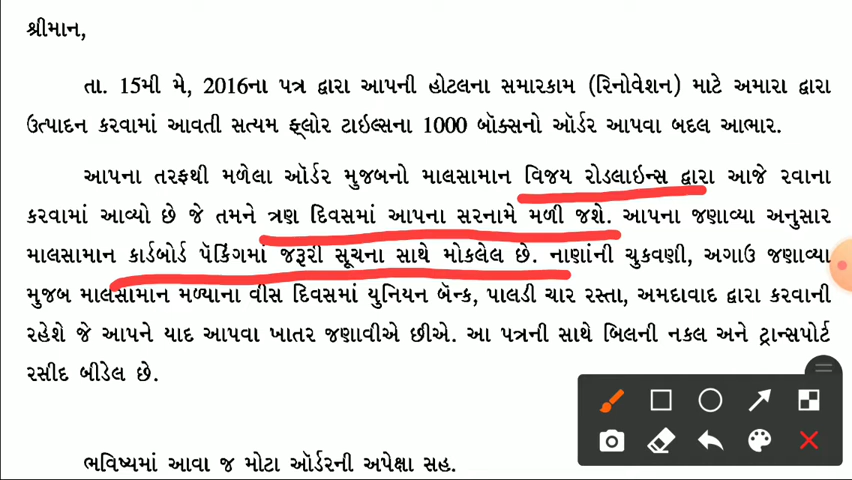 શ્રીમાન,
તા. 15મી મે, 2016ના પત્ર દ્વારા આપની હોટલના સમારકામ (રિનોવેશન) માટે અમારા દ્વારા
ઉત્પાદન કરવામાં આવતી સત્યમ ફ્લોર ટાઇલ્સના 1000 બૉક્સનો ઑર્ડર આપવા બદલ આભાર.
આપના તરફથી મળેલા ઑર્ડર મુજબનો માલસામાન વિજય રોડલાઇન્સ દ્વારા આજે રવાના
કરવામાં આવ્યો છે જે તમને ત્રણ દિવસમાં આપના સરનામે મળી જશે. આપના જણાવ્યા અનુસાર
માલસામાન કાર્ડબોર્ડ પૅકિંગમાં જરૂરી સૂચના સાથે મોકલેલ છે. નાણાંની ચુકવણી, અગાઉ જણાવ્યા
મુજબ માલસામાન મળ્યાના વીસ દિવસમાં યુનિયન બૅન્ક, પાલડી ચાર રસ્તા, અમદાવાદ દ્વારા કરવાની
રહેશે જે આપને યાદ આપવા ખાતર જણાવીએ છીએ. આ પત્રની સાથે બિલની નકલ અને ટ્રાન્સપોર્ટ
રસીદ બીડેલ છે.
ભવિષ્યમાં આવા જ મોટા ઑર્ડરની અપેક્ષા સહ.